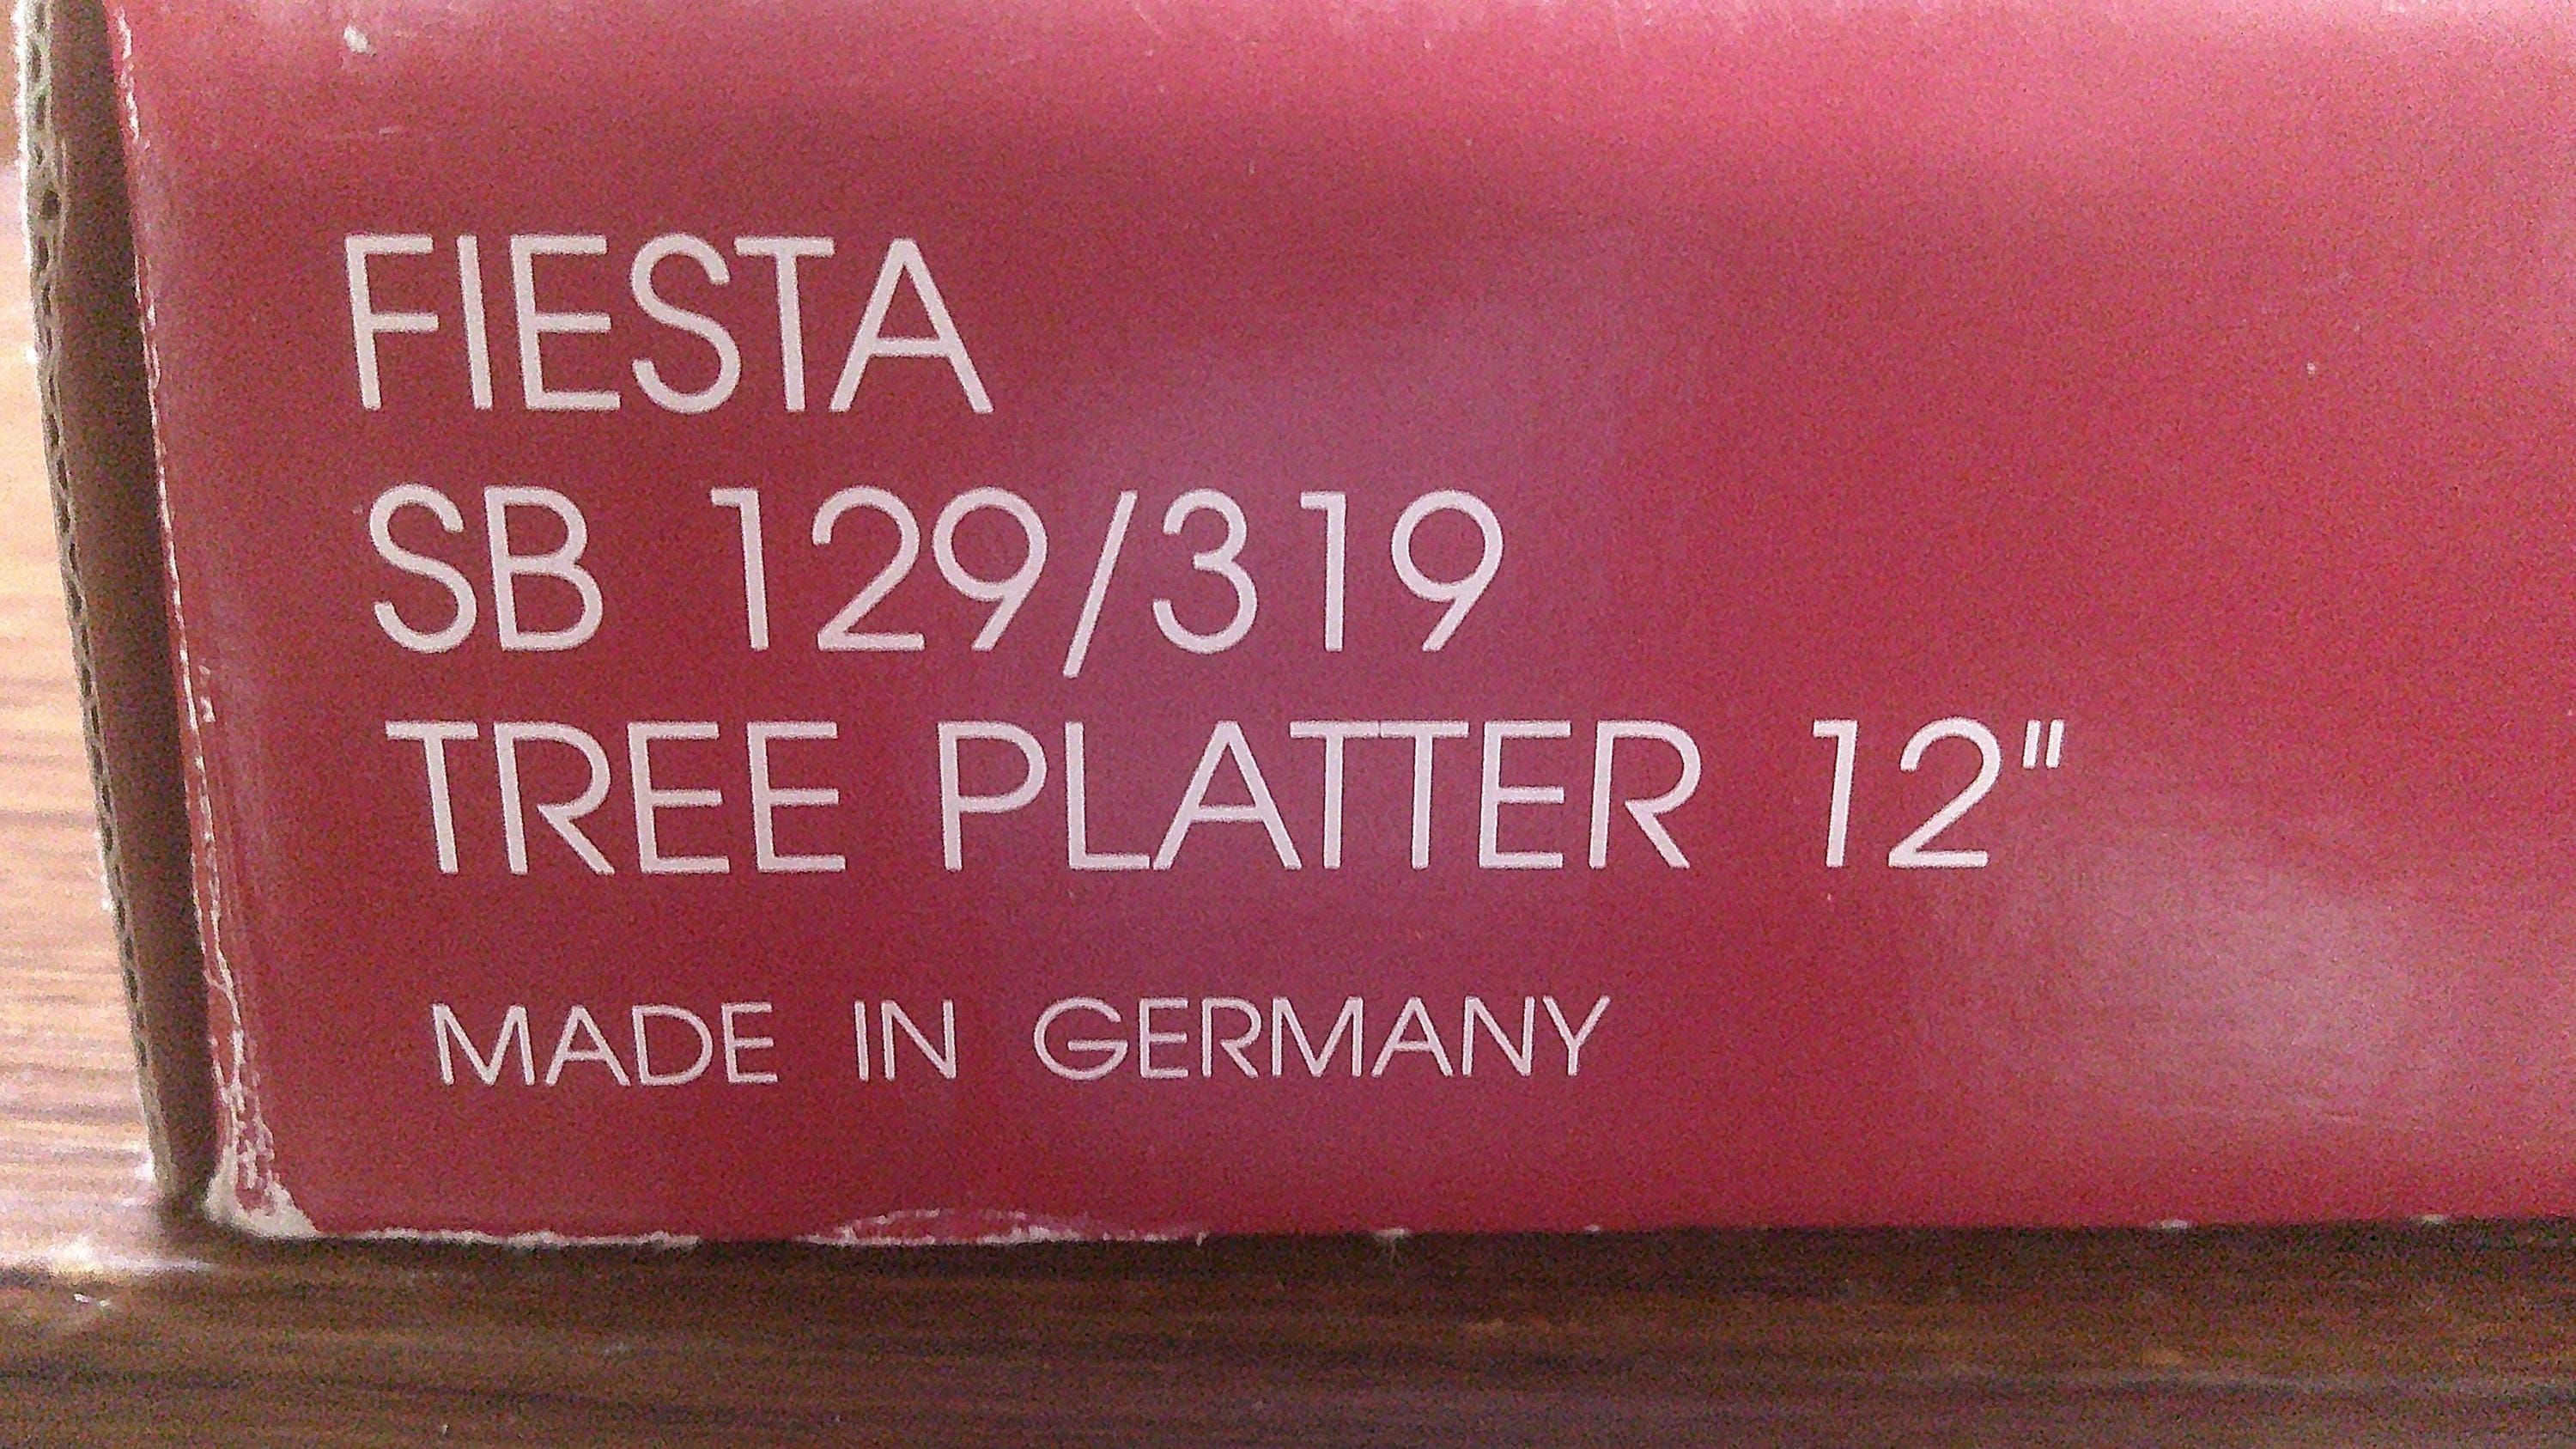 FIESTA
SB 129/319
TREE PLATTER 12"
MADE IN GERMANY